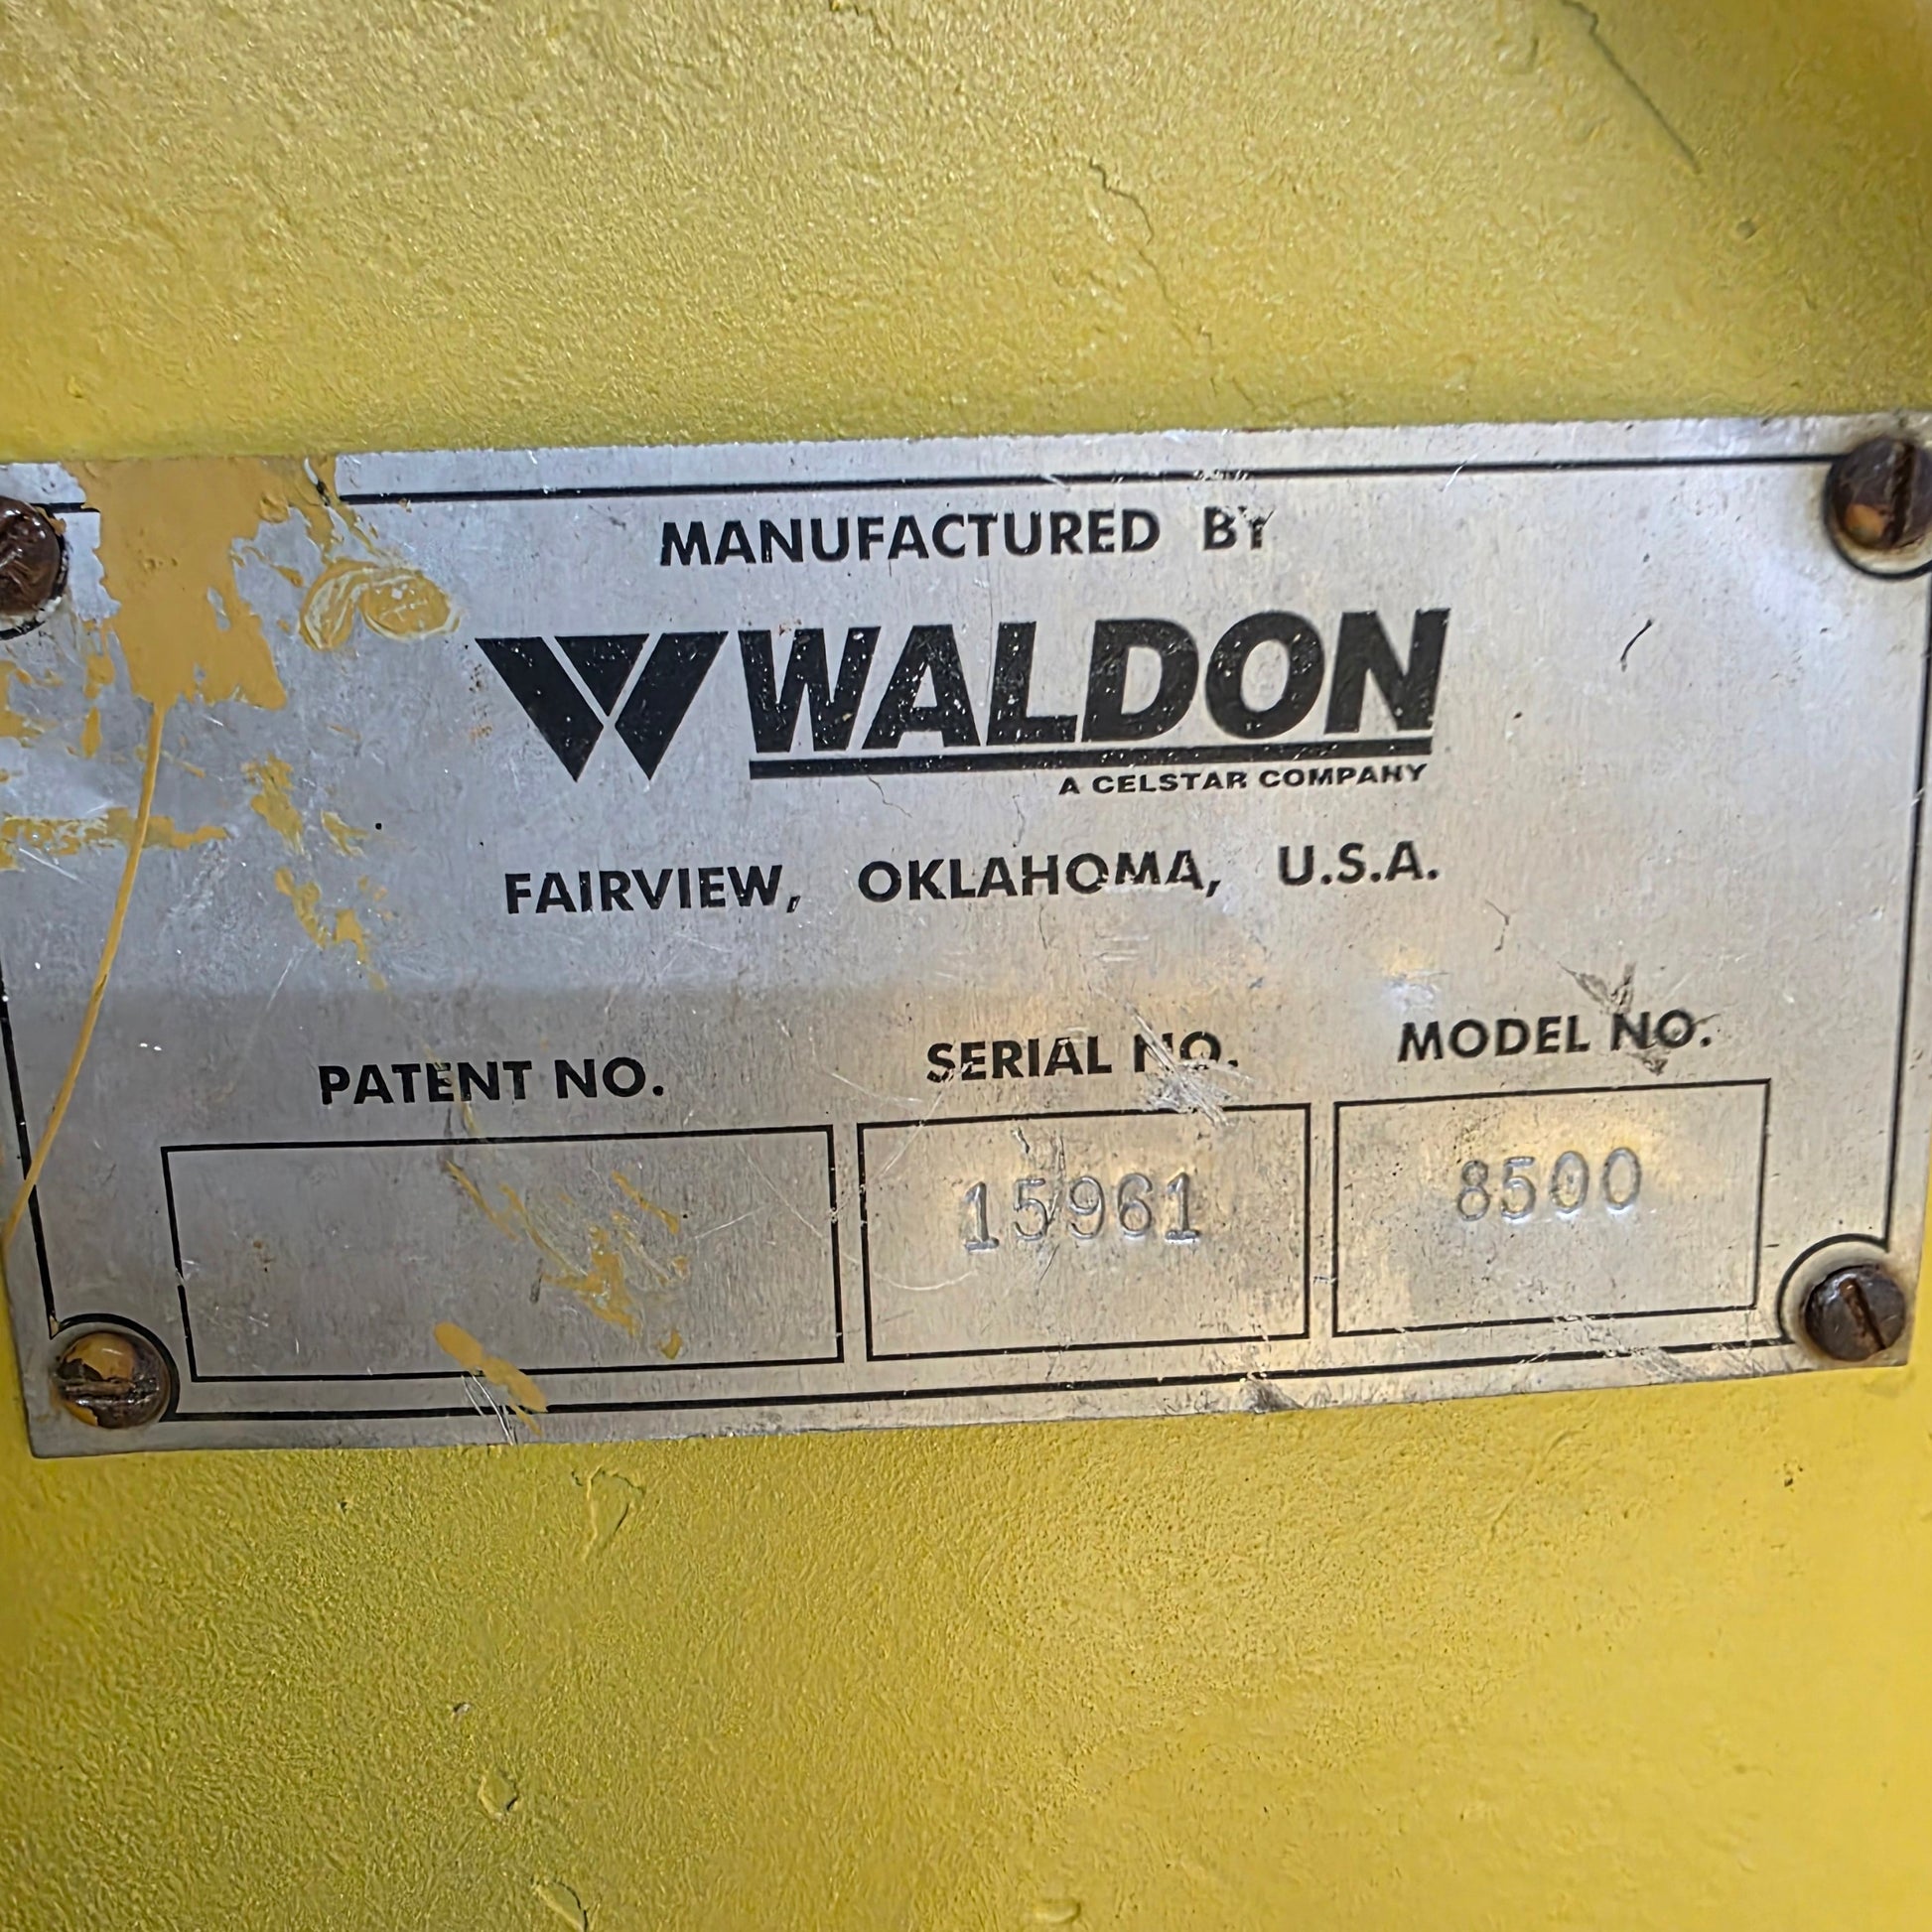 MANUFACTURED BY
WALDON
A CELSTAR COMPANY
FAIRVIEW, OKLAHOMA, U.S.A.
PATENT NO. SERIAL NO. MODEL NO.
15961 8500